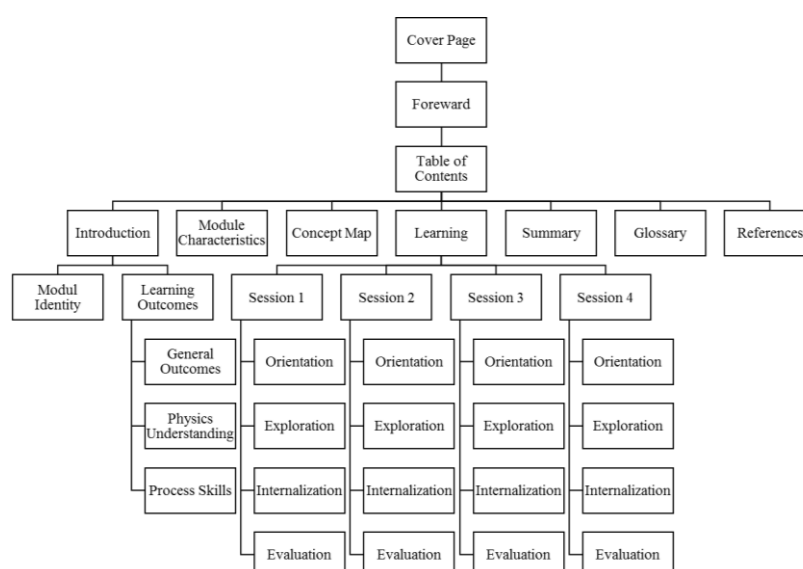 Cover Page
Foreward
Table of
Contents
Introduction
Module
Characteristics
Concept Map
Learning
Summary
Glossary
References
Modul
Identity
Learning
Outcomes
Session 1
Session 2
Session 3
Session 4
General
Outcomes
Orientation
Orientation
Orientation
Orientation
Physics
Understanding
Exploration
Exploration
Exploration
Exploration
Process Skills
Internalization
Internalization
Internalization
Internalization
Evaluation
Evaluation
Evaluation
Evaluation